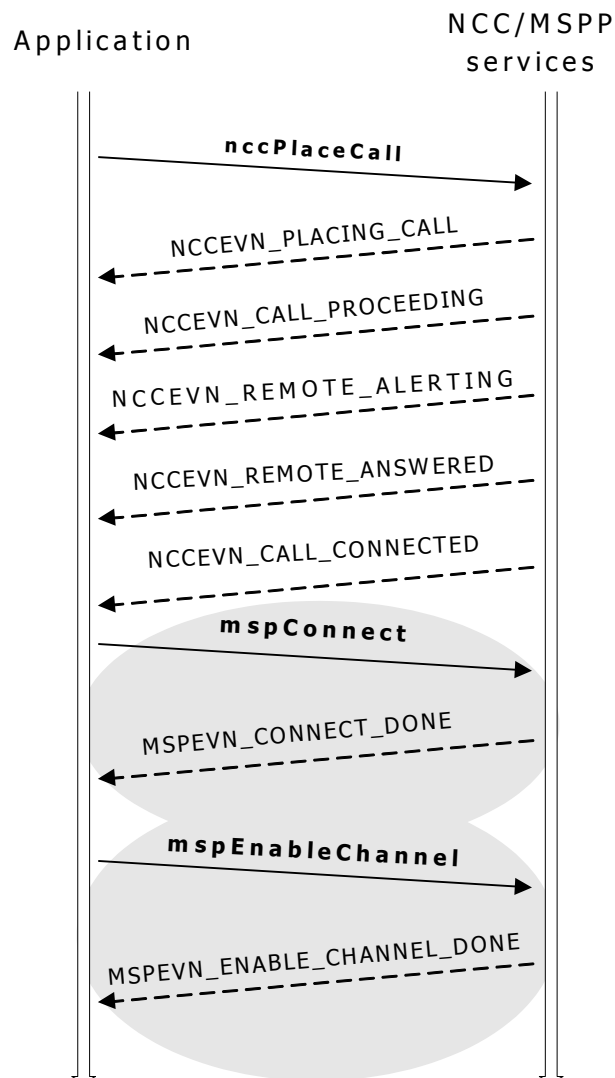 Application
NCC/MSPP
services
nccPlaceCall
NCCEVN_PLACING_CALL
NCCEVN_CALL_PROCEEDING
NCCEVN_REMOTE_ALERTING
NCCEVN_REMOTE_ANSWERED
NCCEVN_CALL_CONNECTED
mspConnect
MSPEVN_CONNECT_DONE
mspEnableChannel
MSPEVN_ENABLE_CHANNEL_DONE